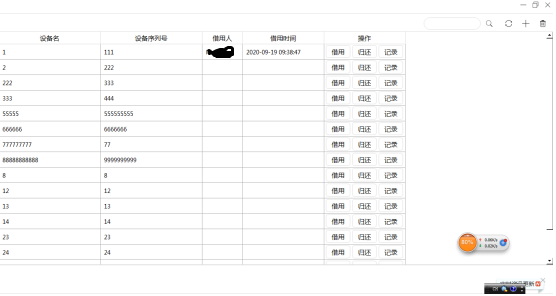 设备名 设备序列号 借用人 借用时间 操作
1 111 2020-09-19 09:38:47 借用 归还 记录
2 222 借用 归还 记录
222 333 借用 归还 记录
333 444 借用 归还 记录
55555 555555555 借用 归还 记录
666666 6666666 借用 归还 记录
777777777 77 借用 归还 记录
88888888888 9999999999 借用 归还 记录
8 8 借用 归还 记录
12 12 借用 归还 记录
13 13 借用 归还 记录
14 14 借用 归还 记录
23 23 借用 归还 记录
24 24 借用 归还 记录